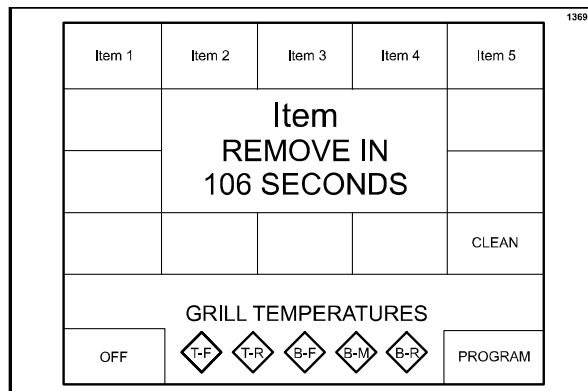 13692
Item 1 Item 2 Item 3 Item 4 Item 5
Item
REMOVE IN
106 SECONDS
CLEAN
GRILL TEMPERATURES
T-F T-R B-F B-M B-R
OFF PROGRAM